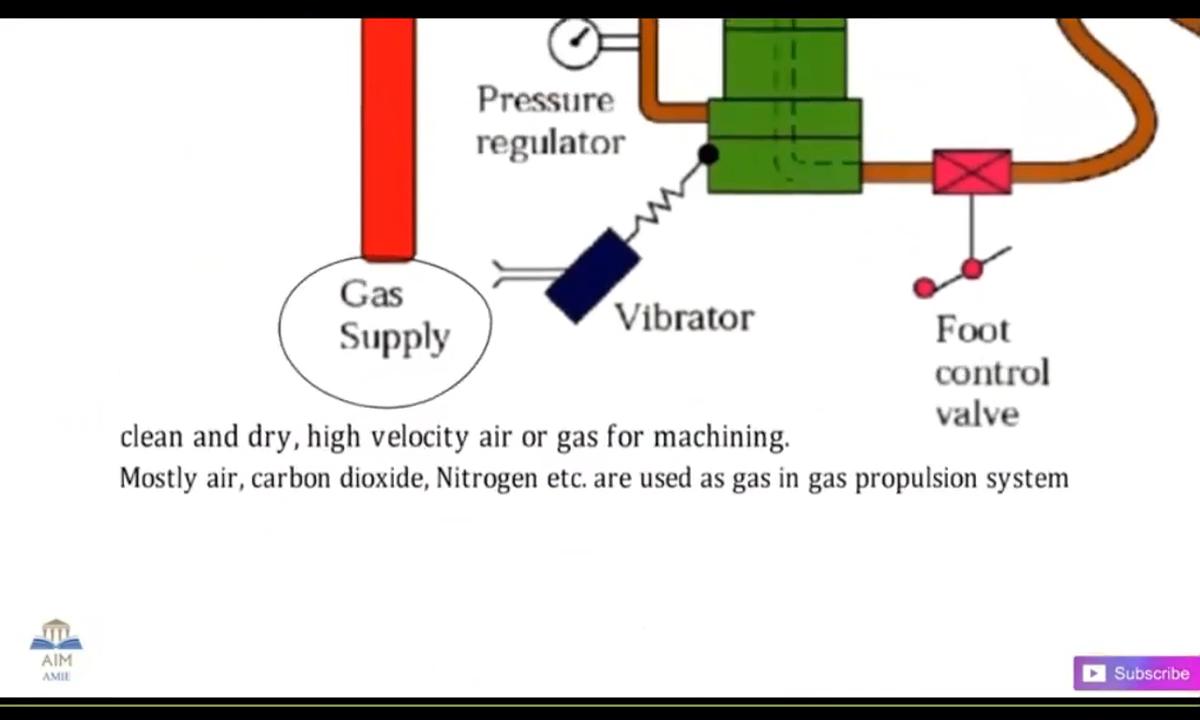 Pressure
regulator
Gas
Supply
Vibrator
Foot
control
valve
clean and dry, high velocity air or gas for machining.
Mostly air, carbon dioxide, Nitrogen etc. are used as gas in gas propulsion system
AIM
AMIE
Subscribe